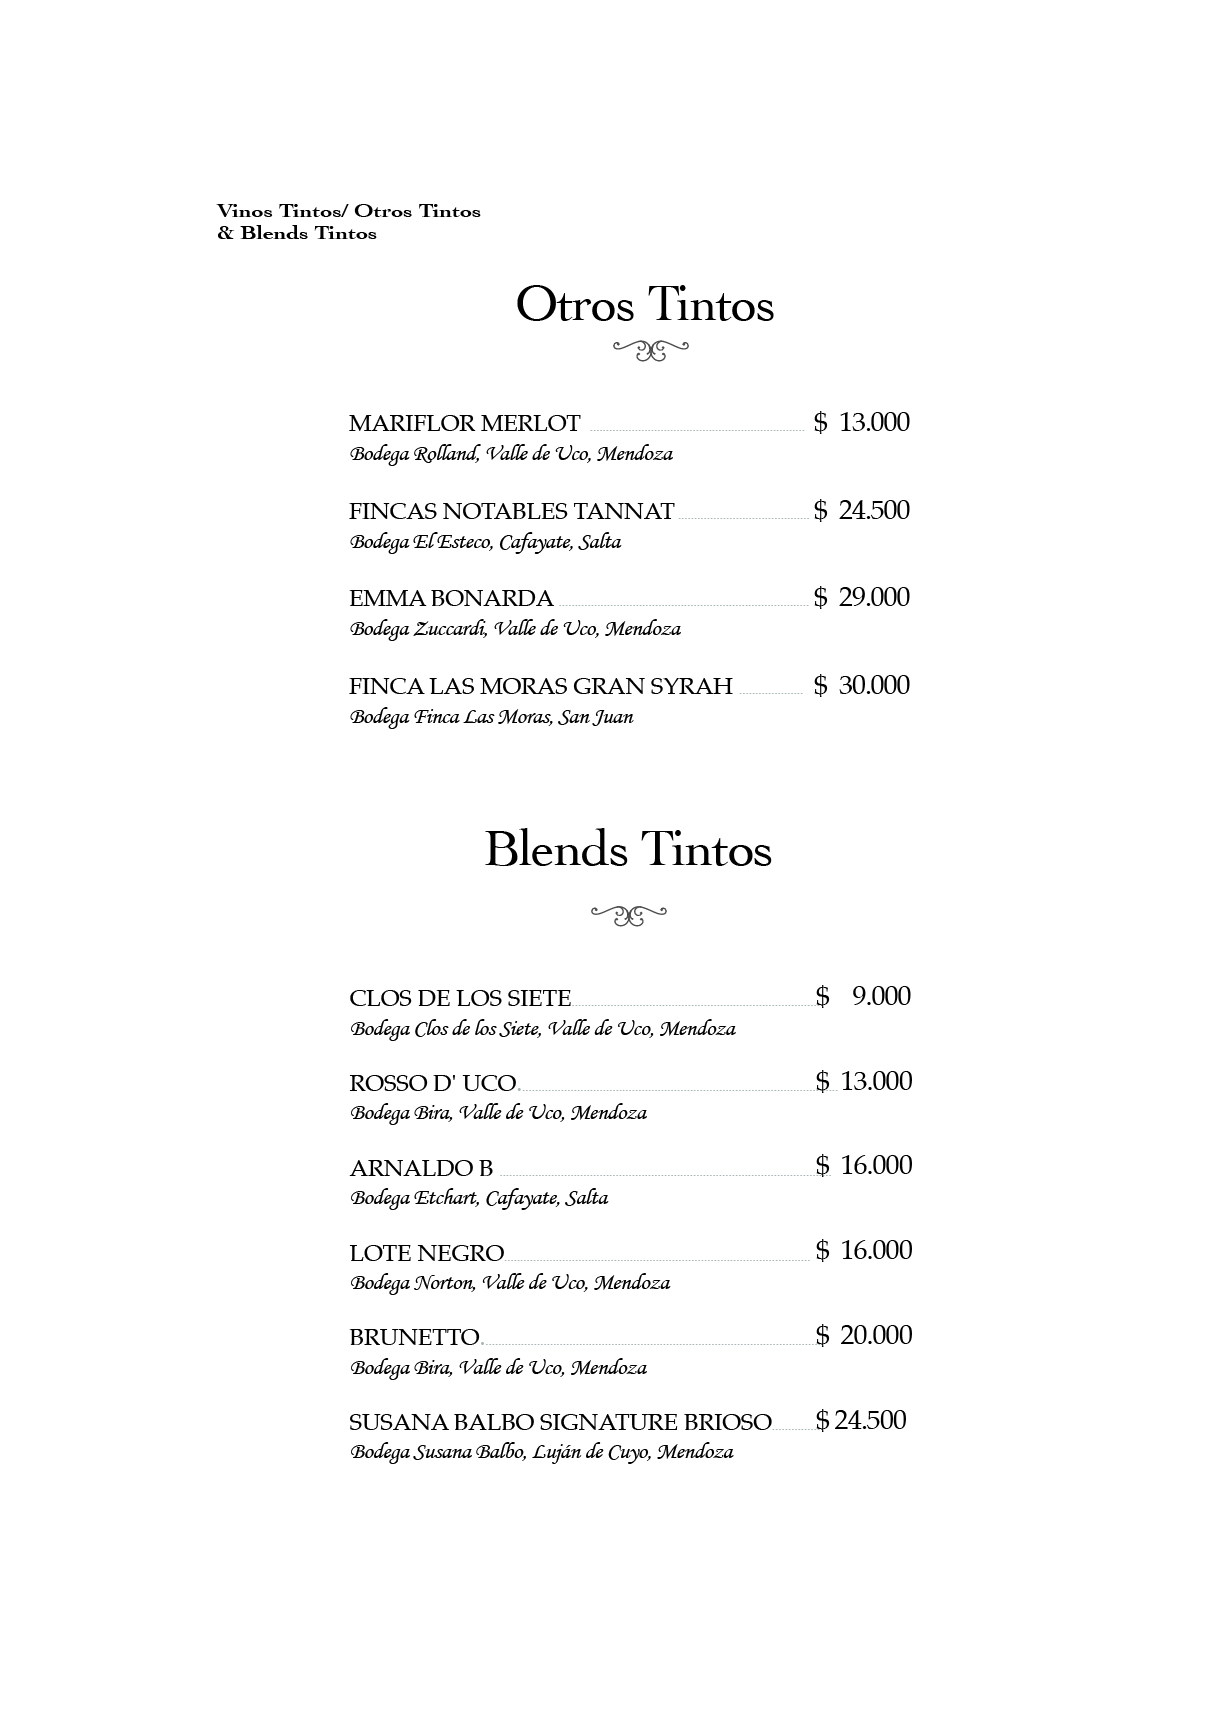 Vinos Tintos/ Otros Tintos
& Blends Tintos
Otros Tintos
MARIFLOR MERLOT $ 13.000
Bodega Rolland, Valle de Uco, Mendoza
FINCAS NOTABLES TANNAT $ 24.500
Bodega El Esteco, Cafayate, Salta
EMMA BONARDA $ 29.000
Bodega Zuccardi, Valle de Uco, Mendoza
FINCA LAS MORAS GRAN SYRAH $ 30.000
Bodega Finca Las Moras, San Juan
Blends Tintos
CLOS DE LOS SIETE $ 9.000
Bodega Clos de los Siete, Valle de Uco, Mendoza
ROSSO D' UCO $ 13.000
Bodega Bira, Valle de Uco, Mendoza
ARNALDO B $ 16.000
Bodega Etchart, Cafayate, Salta
LOTE NEGRO $ 16.000
Bodega Norton, Valle de Uco, Mendoza
BRUNETTO $ 20.000
Bodega Bira, Valle de Uco, Mendoza
SUSANA BALBO SIGNATURE BRIOSO $ 24.500
Bodega Susana Balbo, Luján de Cuyo, Mendoza